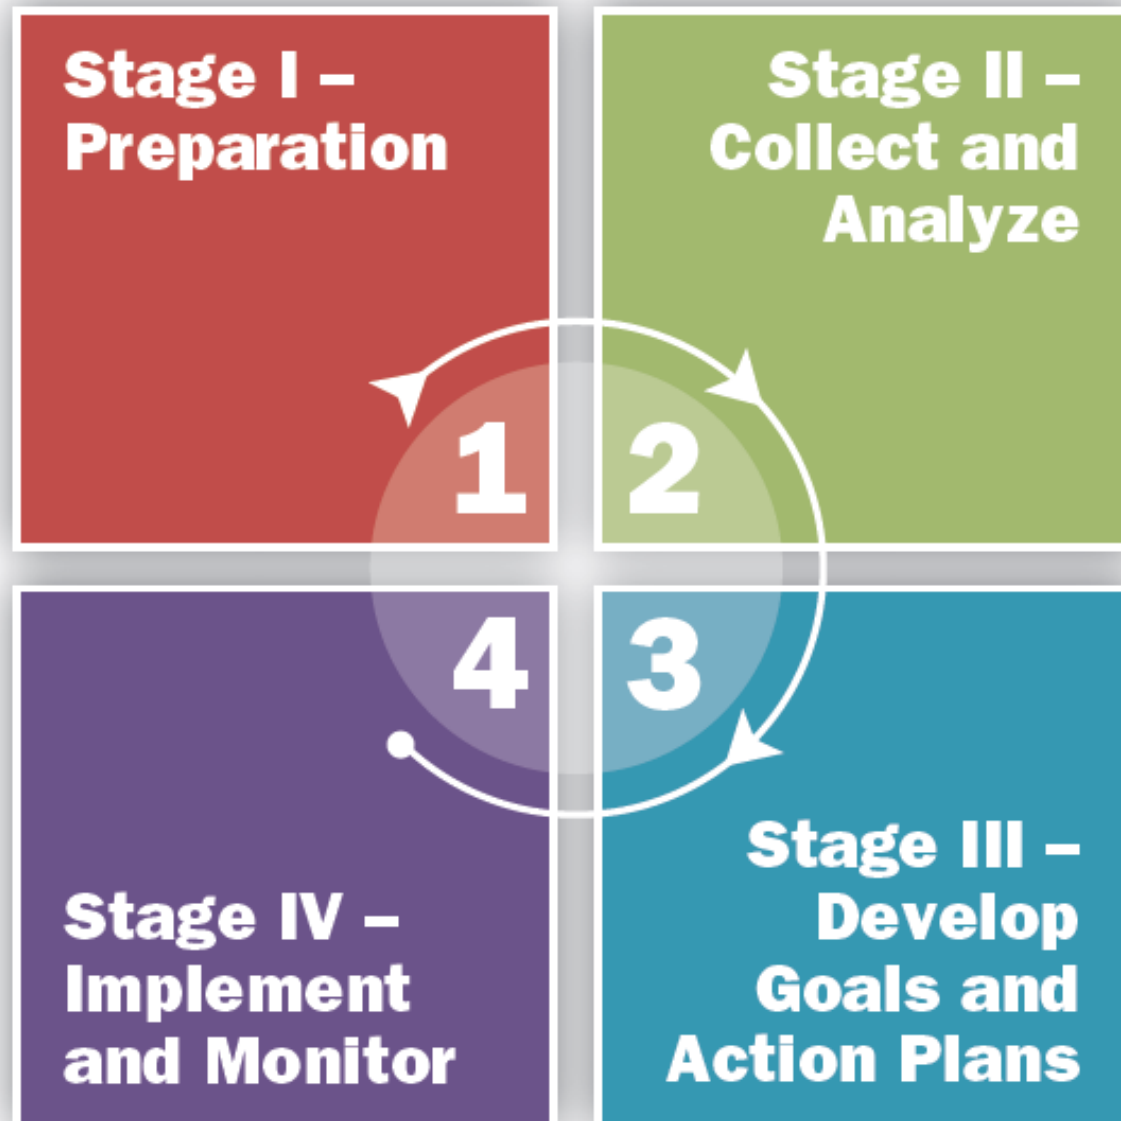 Stage I –
Preparation
Stage II –
Collect and
Analyze
1
2
4
3
Stage III –
Develop
Goals and
Action Plans
Stage IV –
Implement
and Monitor